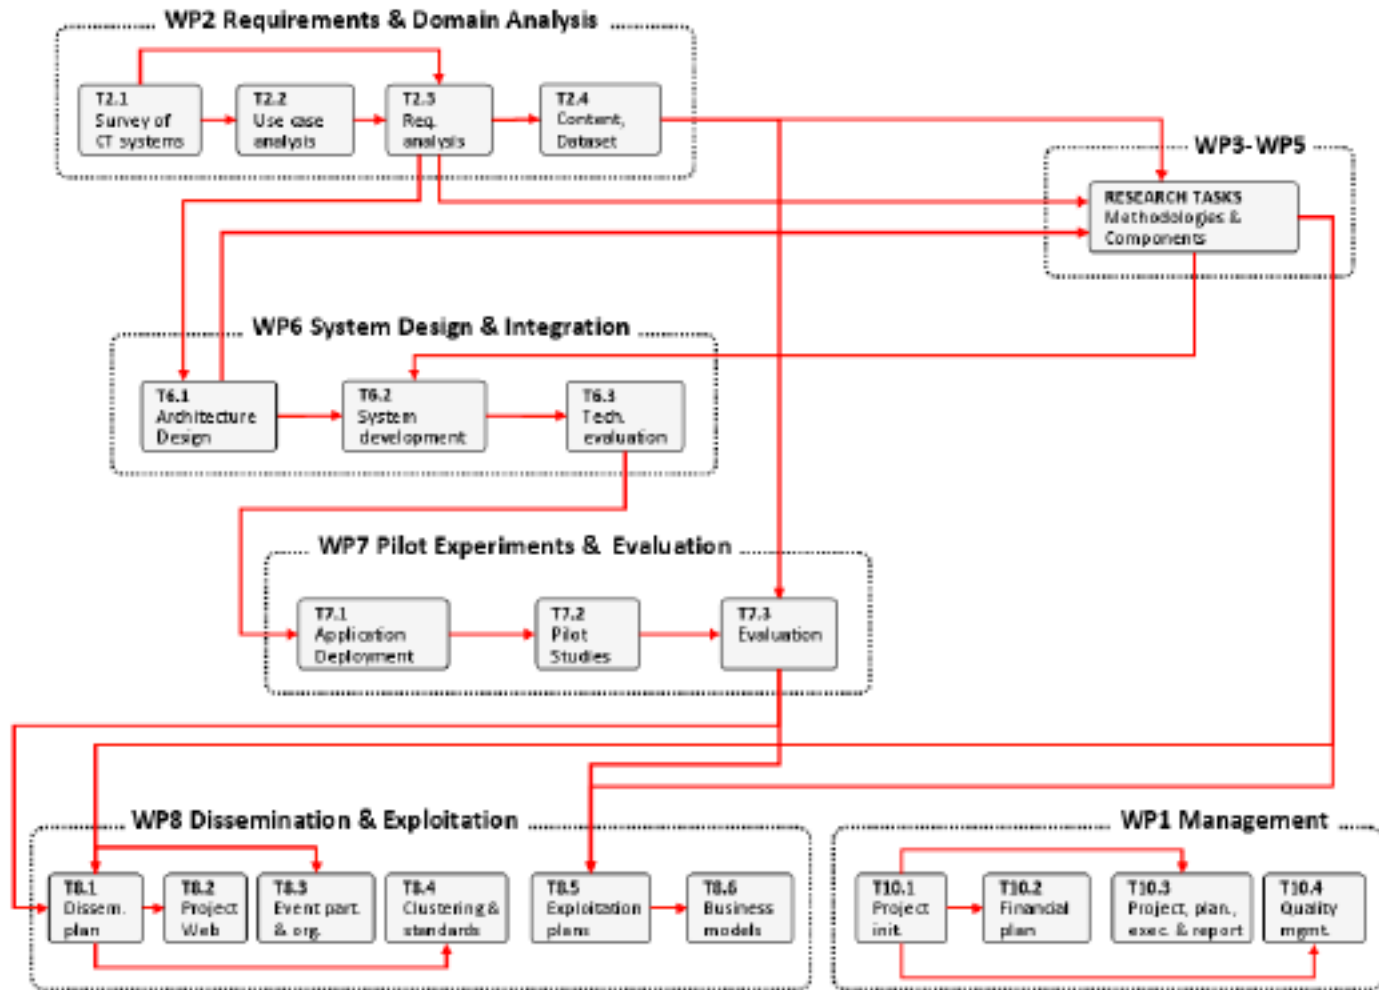 WP2 Requirements & Domain Analysis
T2.1
Survey of
CT systems
T2.2
Use case
analysis
T2.3
Req.
analysis
T2.4
Content,
Dataset
WP3-WP5
RESEARCH TASKS
Methodologies &
Components
WP6 System Design & Integration
T6.1
Architecture
Design
T6.2
System
development
T6.3
Tech.
evaluation
WP7 Pilot Experiments & Evaluation
T7.1
Application
Deployment
T7.2
Pilot
Studies
T7.3
Evaluation
WP8 Dissemination & Exploitation
T8.1
Dissem.
plan
T8.2
Project
Web
T8.3
Event part.
& org.
T8.4
Clustering &
standards
T8.5
Exploitation
plans
T8.6
Business
models
WP1 Management
T10.1
Project
init.
T10.2
Financial
plan
T10.3
Project, plan.,
exec. & report
T10.4
Quality
mgmt.